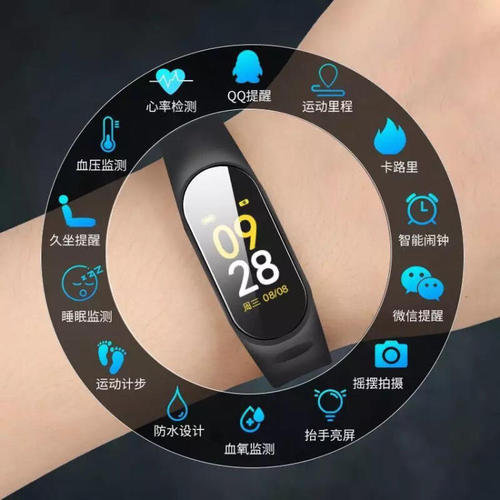 心率检测
QQ提醒
运动里程
血压监测
卡路里
久坐提醒
智能闹钟
睡眠监测
微信提醒
运动计步
摇摆拍摄
防水设计
血氧监测
抬手亮屏
09
28
周三 08/08